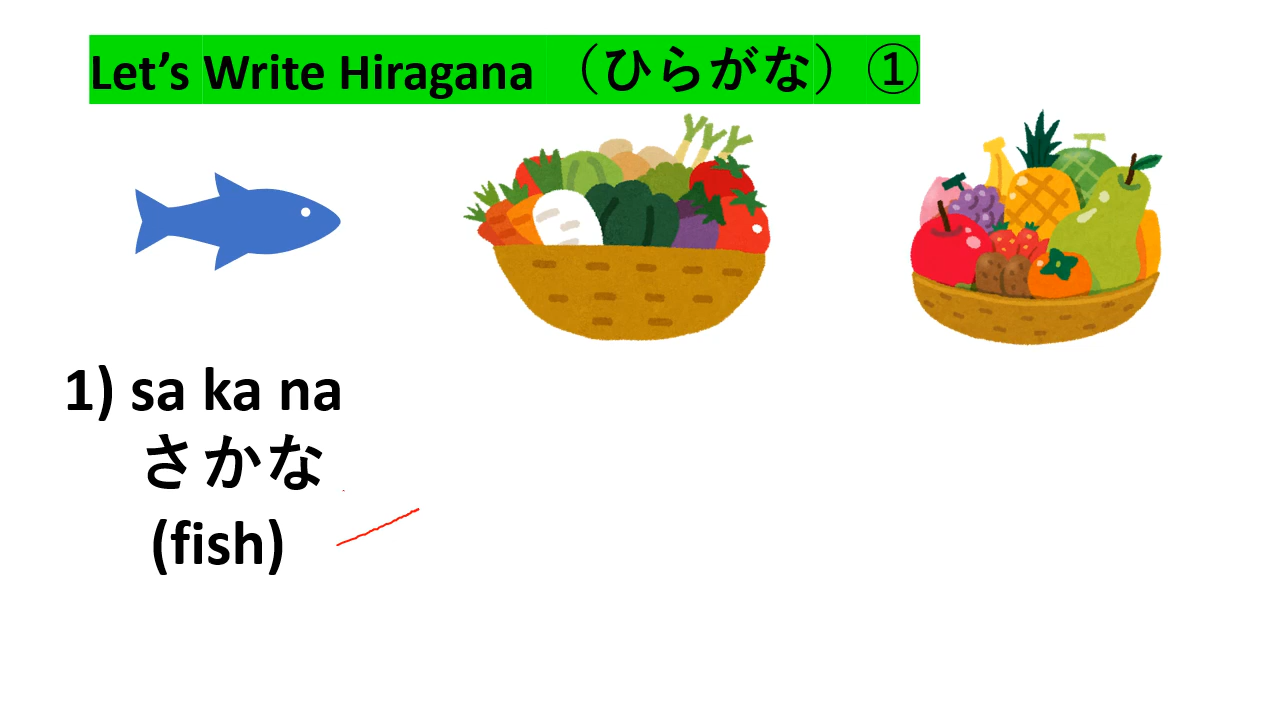 Let’s Write Hiragana （ひらがな）①
1) sa ka na
さかな
(fish)